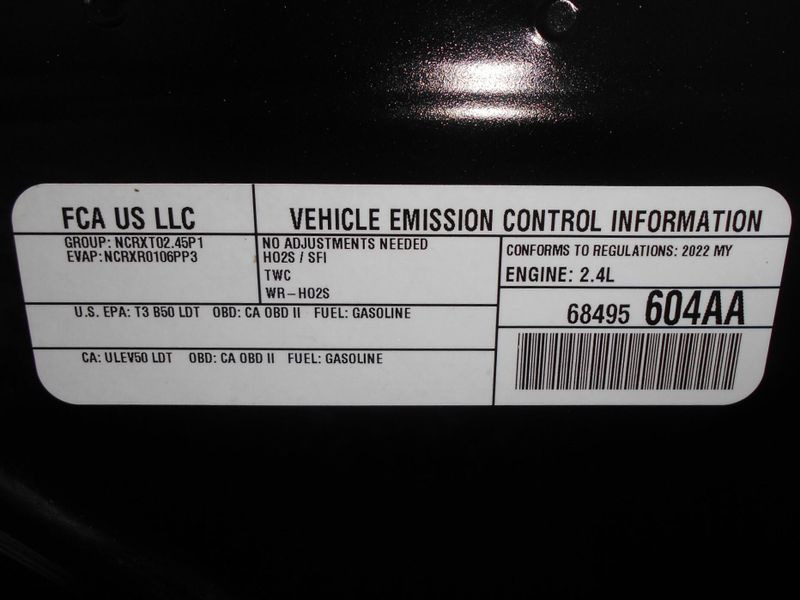 FCA US LLC
VEHICLE EMISSION CONTROL INFORMATION
GROUP: NCRXT02.45P1
EVAP: NCRXR0106PP3
NO ADJUSTMENTS NEEDED
HO2S / SFI
TWC
WR-HO2S
CONFORMS TO REGULATIONS: 2022 MY
ENGINE: 2.4L
U.S. EPA: T3 B50 LDT OBD: CA OBD II FUEL: GASOLINE
68495 604AA
CA: ULEV50 LDT OBD: CA OBD II FUEL: GASOLINE